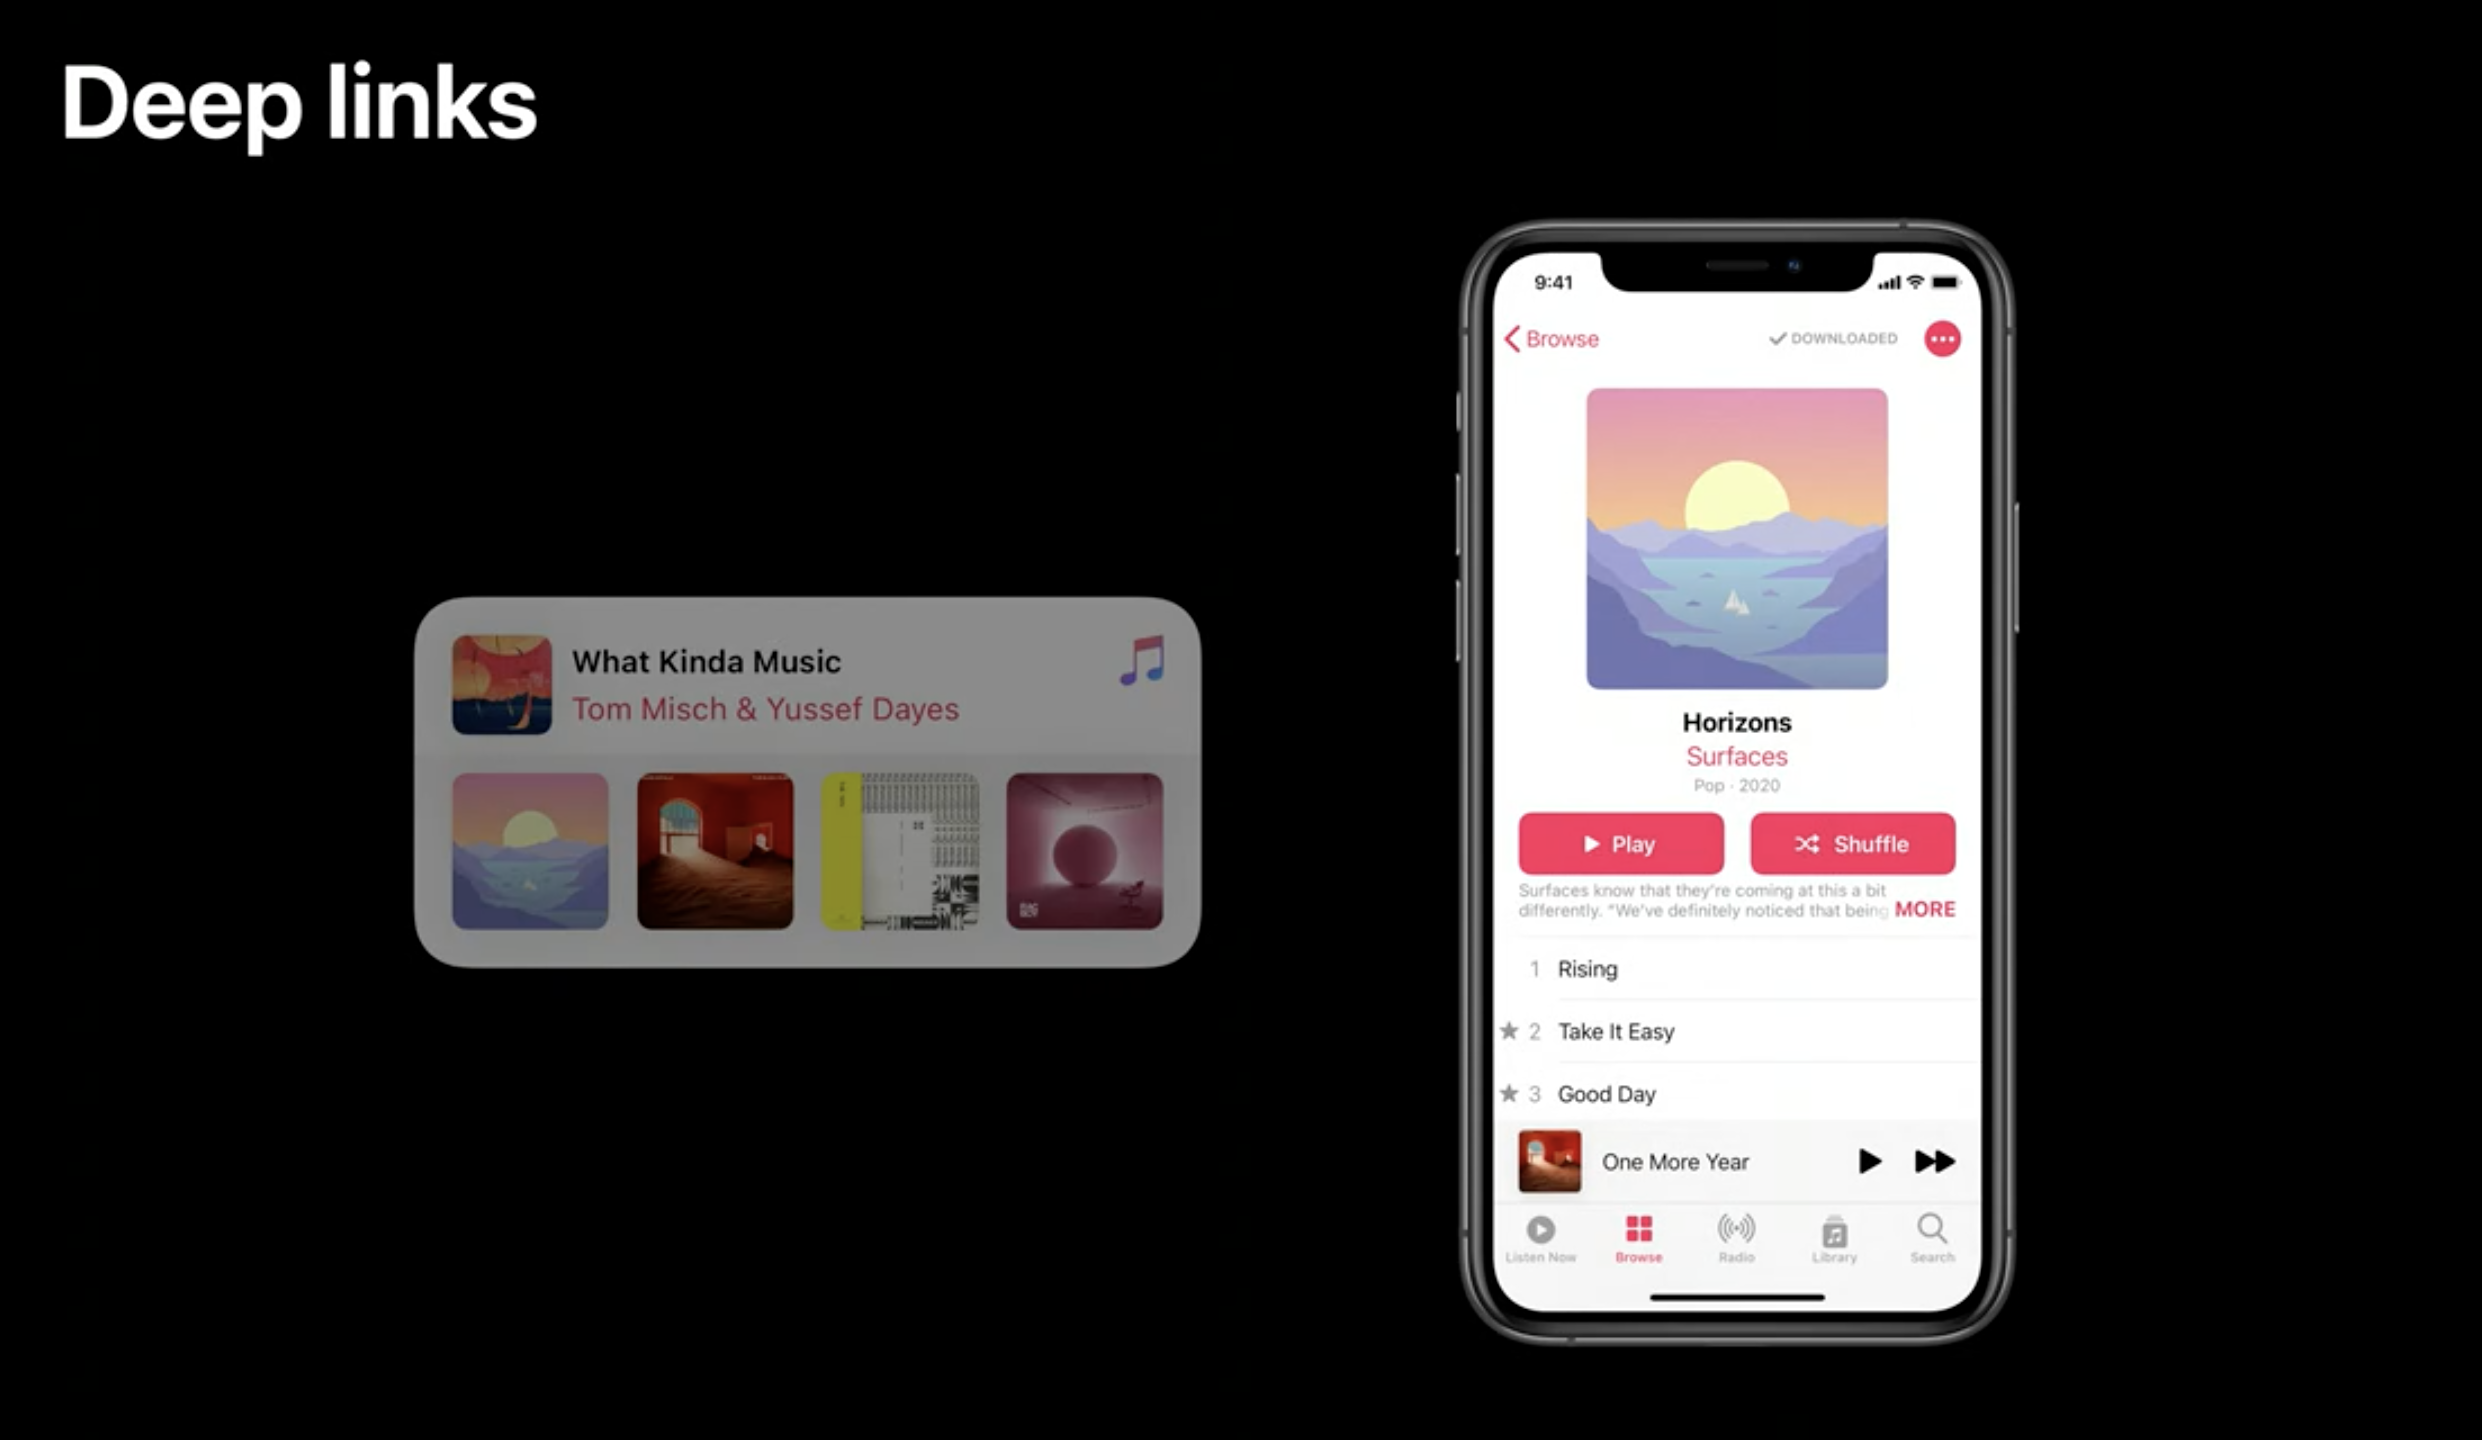 Deep links
What Kinda Music
Tom Misch & Yussef Dayes
9:41
Browse
DOWNLOADED
Horizons
Surfaces
Pop · 2020
Play
Shuffle
Surfaces know that they're coming at this a bit
differently. "We've definitely noticed that being MORE
1 Rising
★ 2 Take It Easy
★ 3 Good Day
One More Year
Listen Now
Browse
Radio
Library
Search